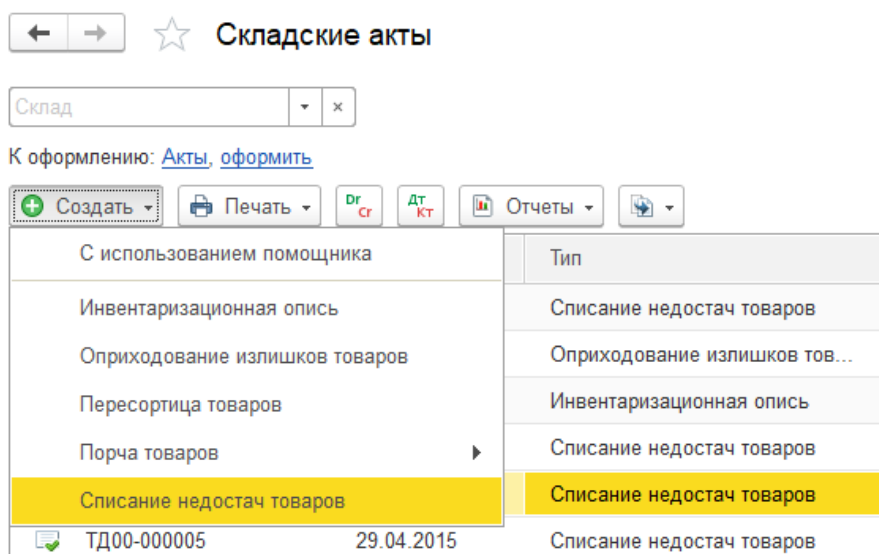 Складские акты
Склад
К оформлению: Акты, оформить
Создать Печать Dr Cr Дт Кт Отчеты
С использованием помощника Тип
Инвентаризационная опись Списание недостач товаров
Оприходование излишков товаров Оприходование излишков тов...
Пересортица товаров Инвентаризационная опись
Порча товаров Списание недостач товаров
Списание недостач товаров Списание недостач товаров
ТД00-000005 29.04.2015 Списание недостач товаров